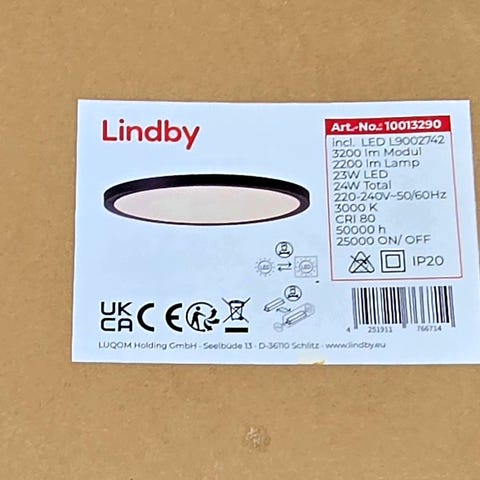 Lindby
Art.-No.: 10013290
incl. LED L9002742
3200 lm Modul
2200 lm Lamp
23W LED
24W Total
220-240V~50/60Hz
3000 K
CRI 80
50000 h
25000 ON/ OFF
IP20
LED
LED
UK
CA
CE
4 251911 766714
LUQOM Holding GmbH · Seelbüde 13 · D-36110 Schlitz · www.lindby.eu